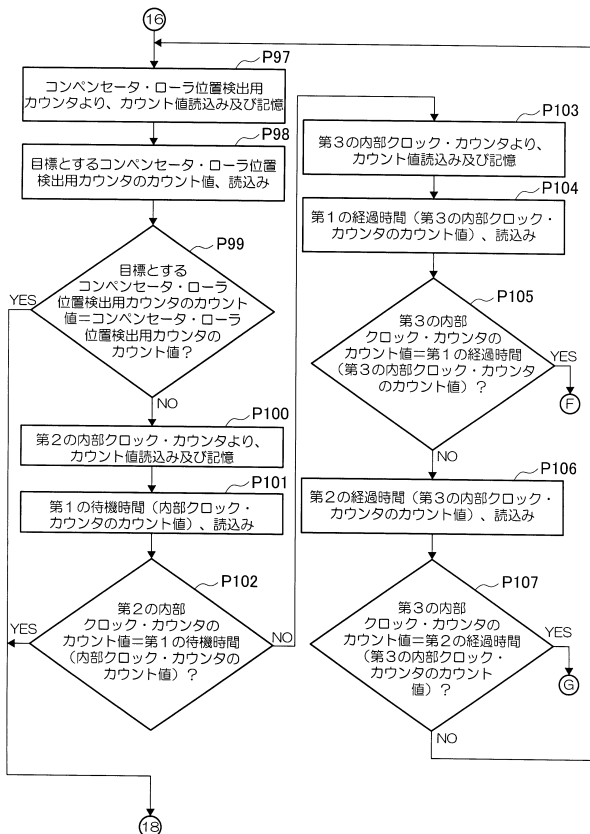 16
P97
コンペンセータ・ローラ位置検出用
カウンタより、カウント値読込み及び記憶
P98
目標とするコンペンセータ・ローラ位置
検出用カウンタのカウント値、読込み
P99
目標とする
コンペンセータ・ローラ
位置検出用カウンタのカウント
値=コンペンセータ・ローラ
位置検出用カウンタの
カウント値?
YES
NO
P100
第2の内部クロック・カウンタより、
カウント値読込み及び記憶
P101
第1の待機時間(内部クロック・
カウンタのカウント値)、読込み
P102
第2の内部
クロック・カウンタの
カウント値=第1の待機時間
(内部クロック・カウンタの
カウント値)?
YES
NO
18
P103
第3の内部クロック・カウンタより、
カウント値読込み及び記憶
P104
第1の経過時間(第3の内部クロック・
カウンタのカウント値)、読込み
P105
第3の内部
クロック・カウンタの
カウント値=第1の経過時間
(第3の内部クロック・カウンタ
のカウント値)?
YES
F
NO
P106
第2の経過時間(第3の内部クロック・
カウンタのカウント値)、読込み
P107
第3の内部
クロック・カウンタの
カウント値=第2の経過時間
(第3の内部クロック・
カウンタのカウント
値)?
YES
G
NO